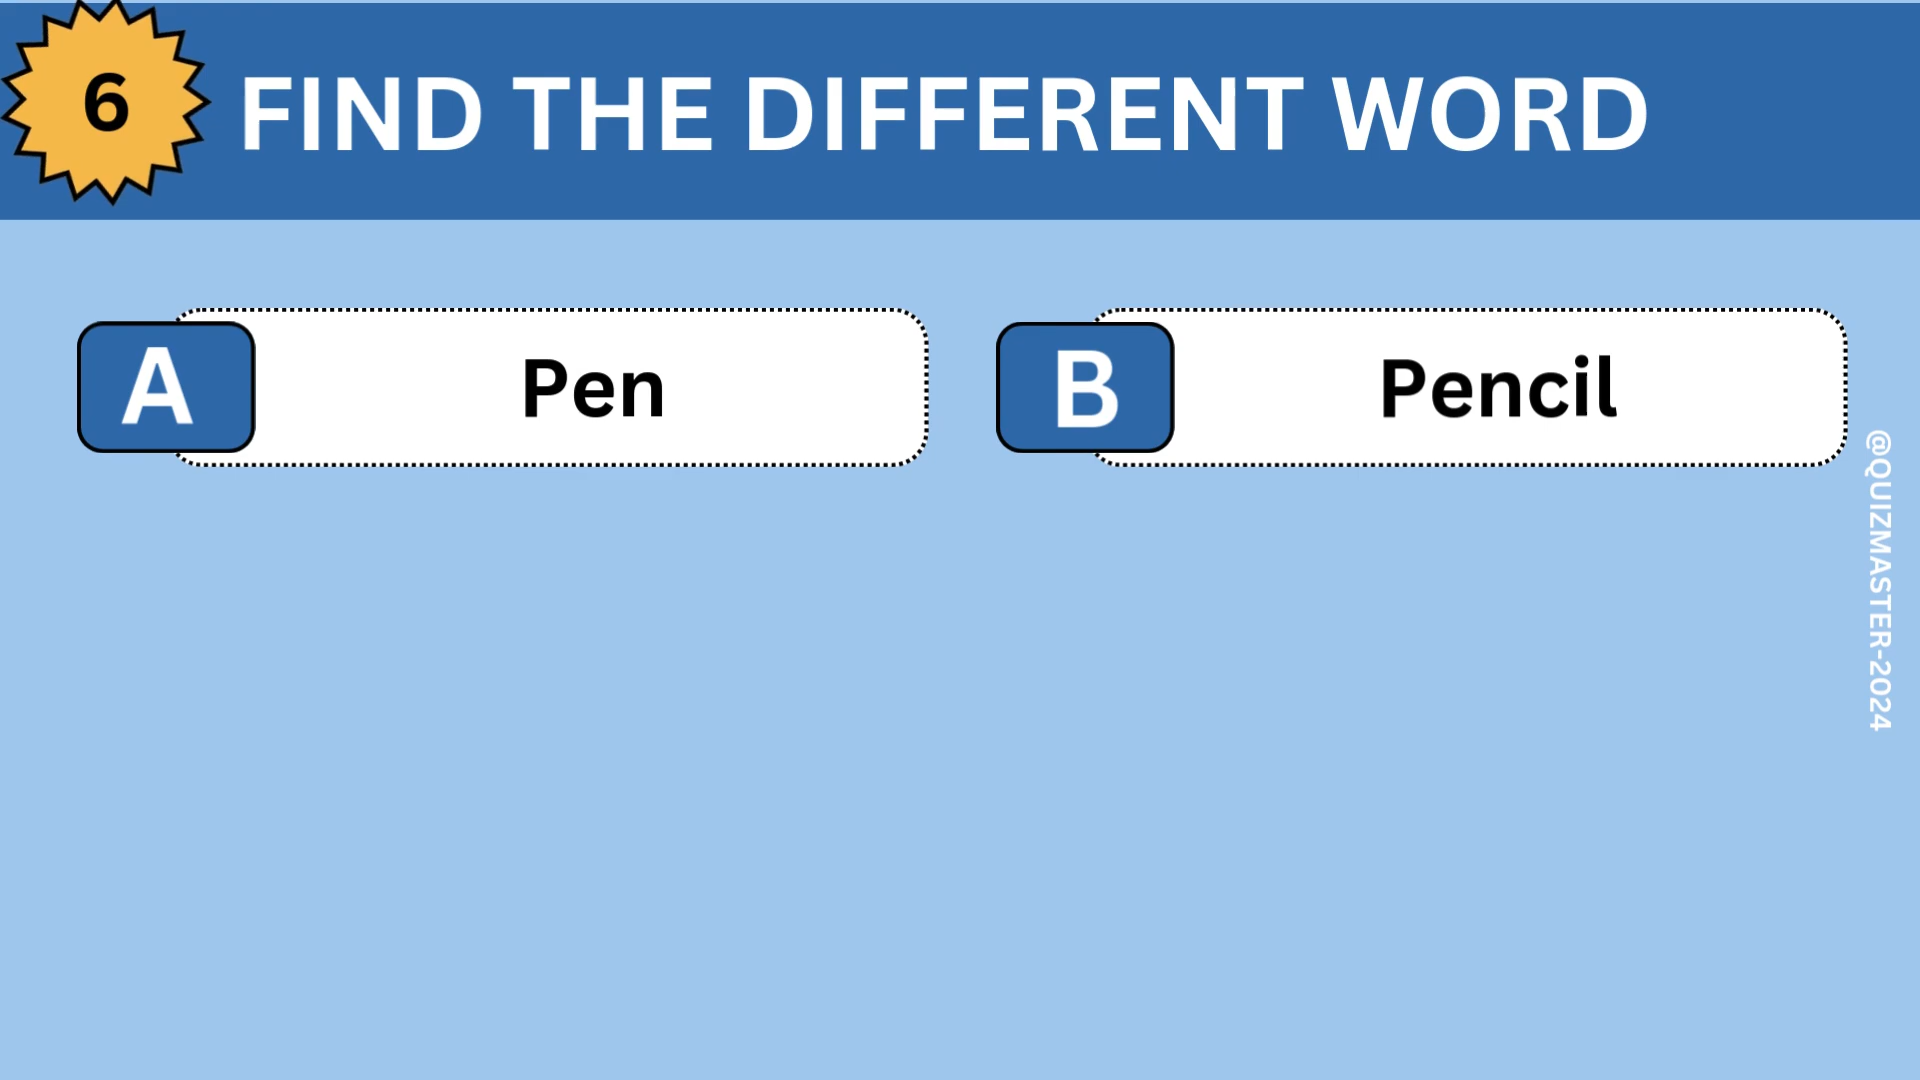 6
FIND THE DIFFERENT WORD
A
Pen
B
Pencil
@QUIZMASTER-2024